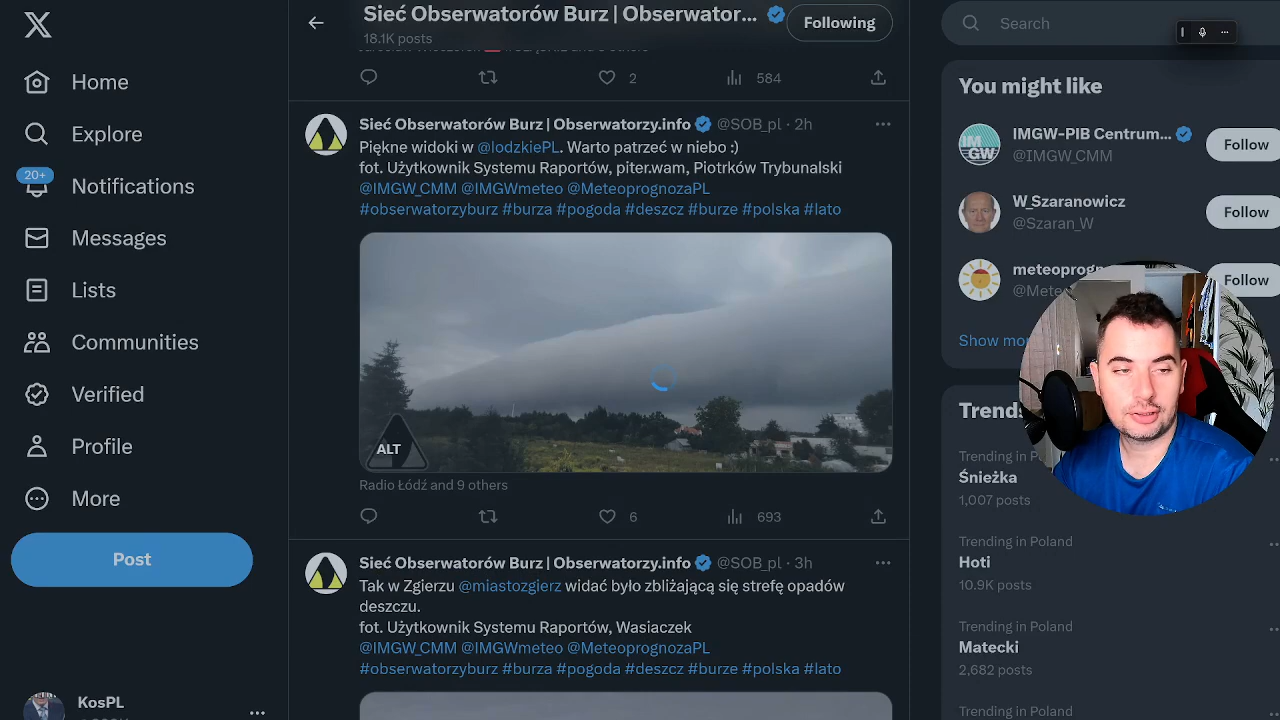 Home
Explore
20+
Notifications
Messages
Lists
Communities
Verified
Profile
More
Post
KosPL
Sieć Obserwatorów Burz | Obserwator...
18.1K posts
Following
2
584
Sieć Obserwatorów Burz | Obserwatorzy.info @SOB_pl · 2h
Piękne widoki w @lodzkiePL. Warto patrzeć w niebo :)
fot. Użytkownik Systemu Raportów, piter.wam, Piotrków Trybunalski
@IMGW_CMM @IMGWmeteo @MeteoprognozaPL
#obserwatorzyburz #burza #pogoda #deszcz #burze #polska #lato
ALT
Radio Łódź and 9 others
6
693
Sieć Obserwatorów Burz | Obserwatorzy.info @SOB_pl · 3h
Tak w Zgierzu @miastozgierz widać było zbliżającą się strefę opadów
deszczu.
fot. Użytkownik Systemu Raportów, Wasiaczek
@IMGW_CMM @IMGWmeteo @MeteoprognozaPL
#obserwatorzyburz #burza #pogoda #deszcz #burze #polska #lato
Search
You might like
IMGW-PIB Centrum...
@IMGW_CMM
Follow
W_Szaranowicz
@Szaran_W
Follow
meteoprogn
@Mete
Follow
Show mo
Trends
Trending in P
Śnieżka
1,007 posts
Trending in Poland
Hoti
10.9K posts
Trending in Poland
Matecki
2,682 posts
Trending in Poland